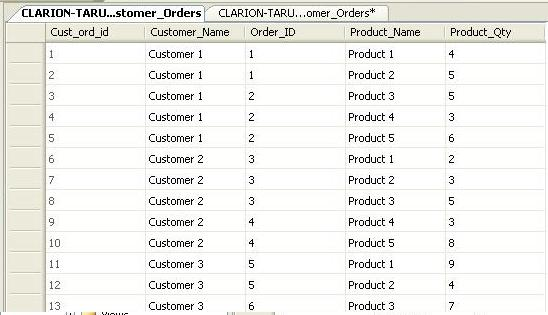 CLARION-TARU...stomer_Orders CLARION-TARU...omer_Orders*
Cust_ord_id Customer_Name Order_ID Product_Name Product_Qty
1 Customer 1 1 Product 1 4
2 Customer 1 1 Product 2 5
3 Customer 1 2 Product 3 5
4 Customer 1 2 Product 4 3
5 Customer 1 2 Product 5 6
6 Customer 2 3 Product 1 2
7 Customer 2 3 Product 2 3
8 Customer 2 3 Product 3 5
9 Customer 2 4 Product 4 3
10 Customer 2 4 Product 5 8
11 Customer 3 5 Product 1 9
12 Customer 3 5 Product 2 4
13 Customer 3 6 Product 3 7
Views